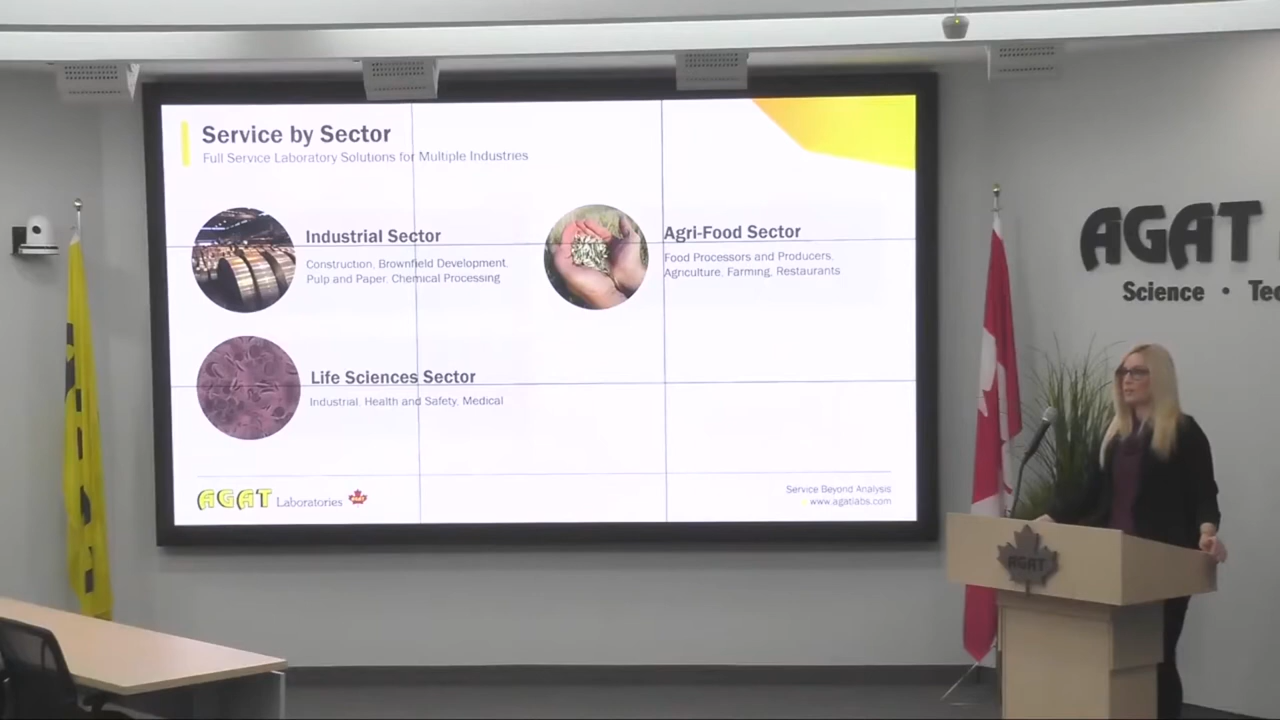 Service by Sector
Full Service Laboratory Solutions for Multiple Industries
Industrial Sector
Construction, Brownfield Development,
Pulp and Paper, Chemical Processing
Agri-Food Sector
Food Processors and Producers,
Agriculture, Farming, Restaurants
Life Sciences Sector
Industrial, Health and Safety, Medical
AGAT Laboratories
Service Beyond Analysis
www.agatlabs.com
AGAT
Science • Tec
AGAT